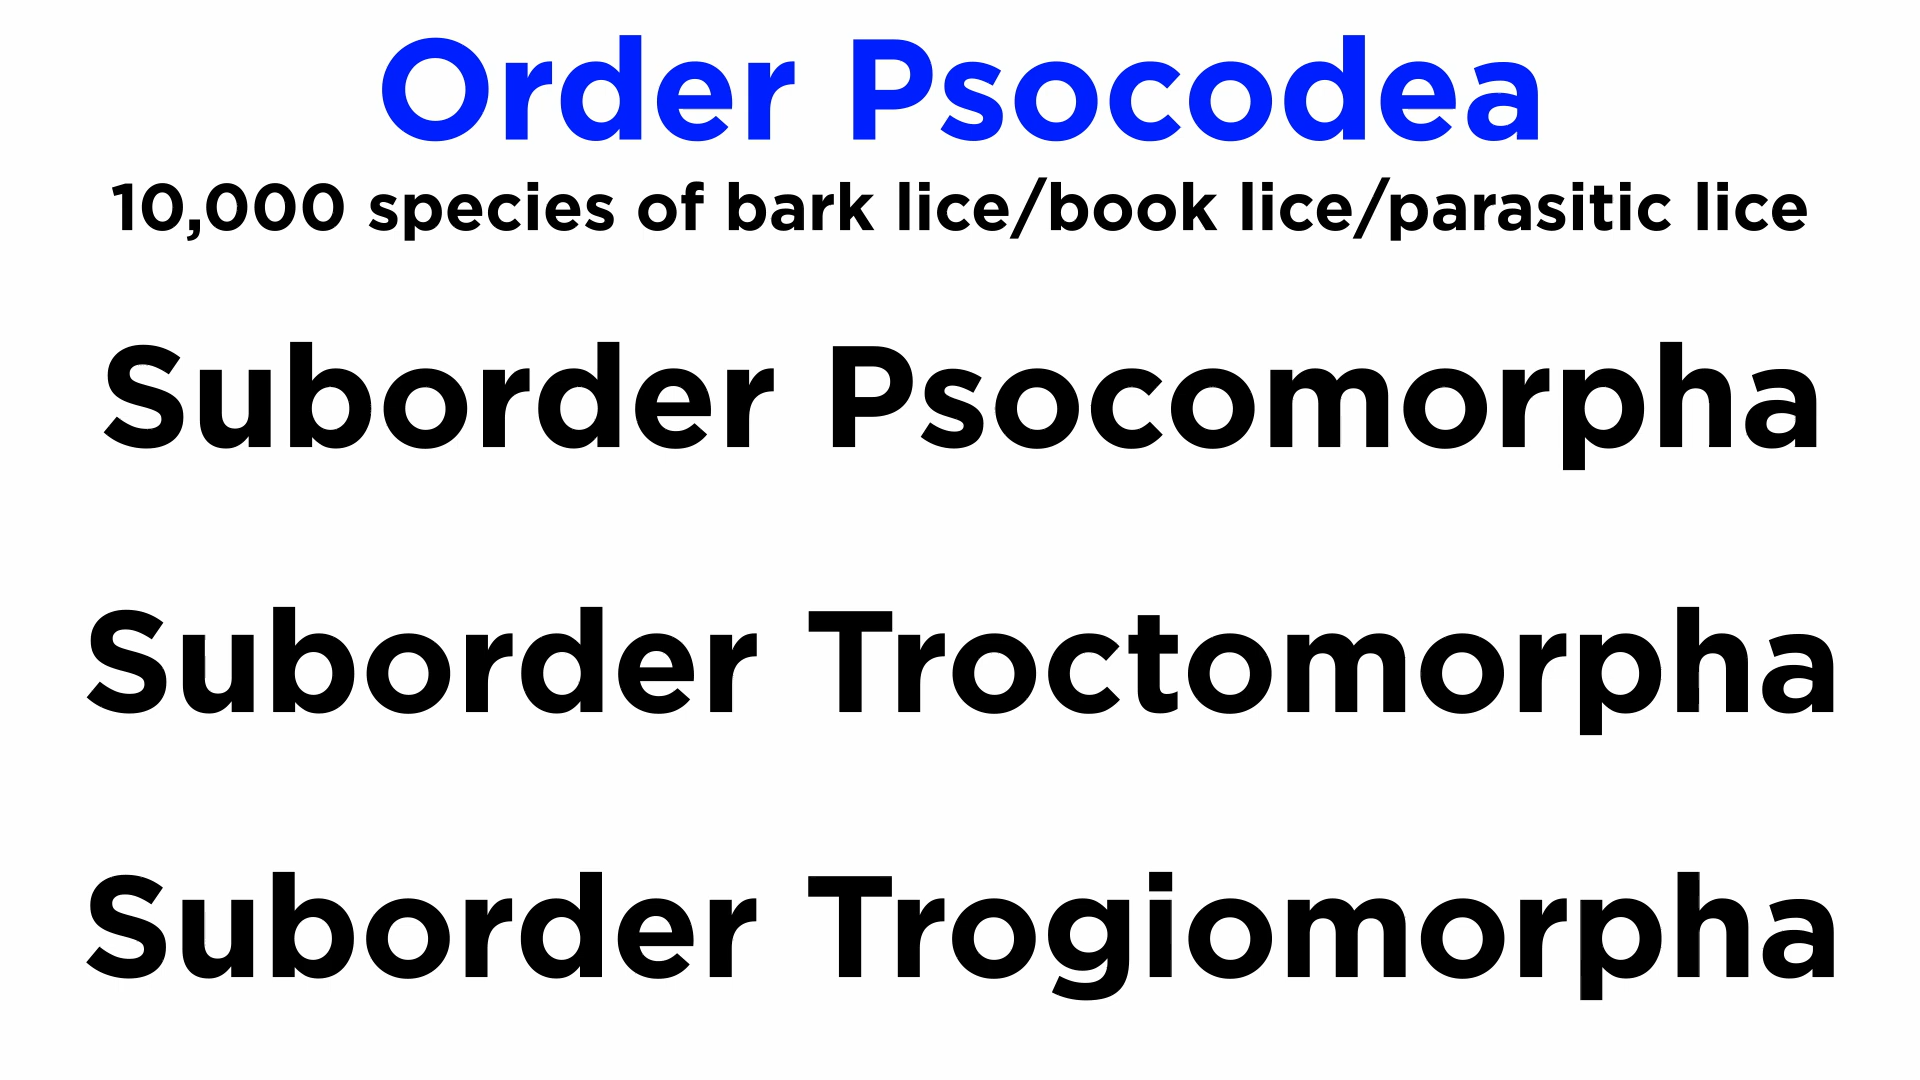 Order Psocodea
10,000 species of bark lice/book lice/parasitic lice
Suborder Psocomorpha
Suborder Troctomorpha
Suborder Trogiomorpha